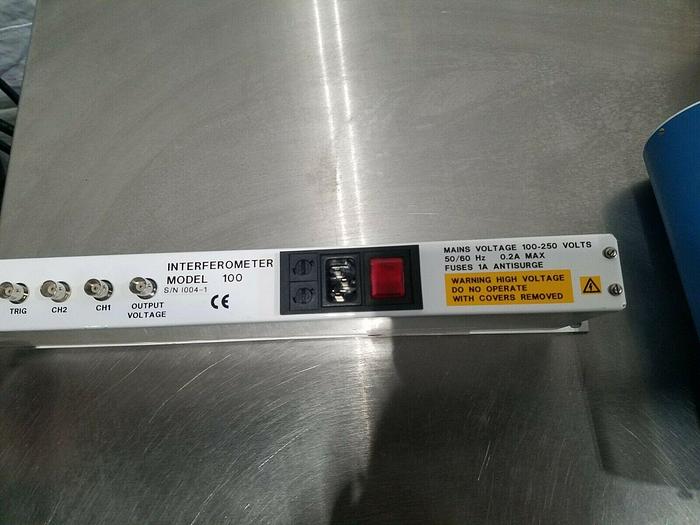 TRIG
CH2
CH1
OUTPUT
VOLTAGE
INTERFEROMETER
MODEL 100
S/N I004-1
CE
MAINS VOLTAGE 100-250 VOLTS
50/60 Hz 0.2A MAX
FUSES 1A ANTISURGE
WARNING HIGH VOLTAGE
DO NO OPERATE
WITH COVERS REMOVED